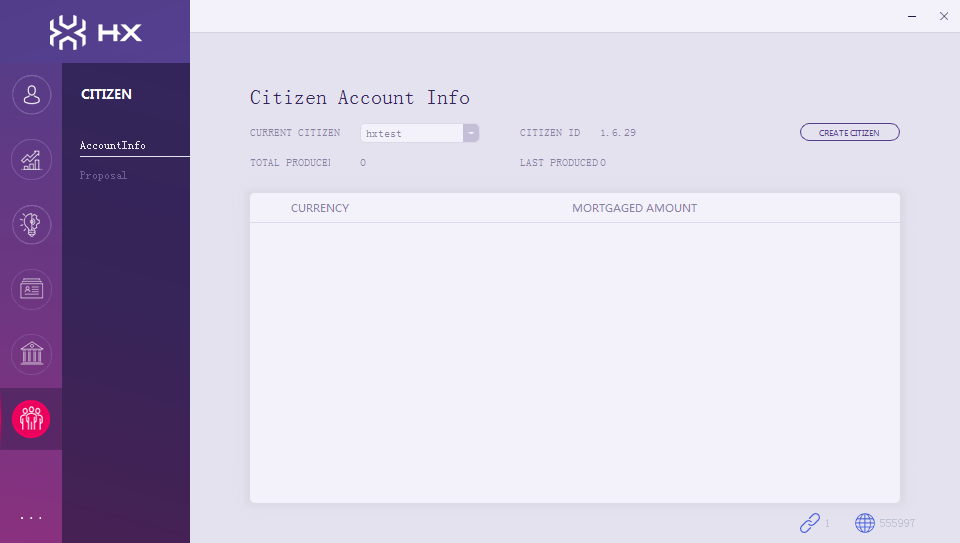 HX
CITIZEN
AccountInfo
Proposal
Citizen Account Info
CURRENT CITIZEN hxtest CITIZEN ID 1.6.29 CREATE CITIZEN
TOTAL PRODUCEI 0 LAST PRODUCED 0
CURRENCY MORTGAGED AMOUNT
...
1 555997